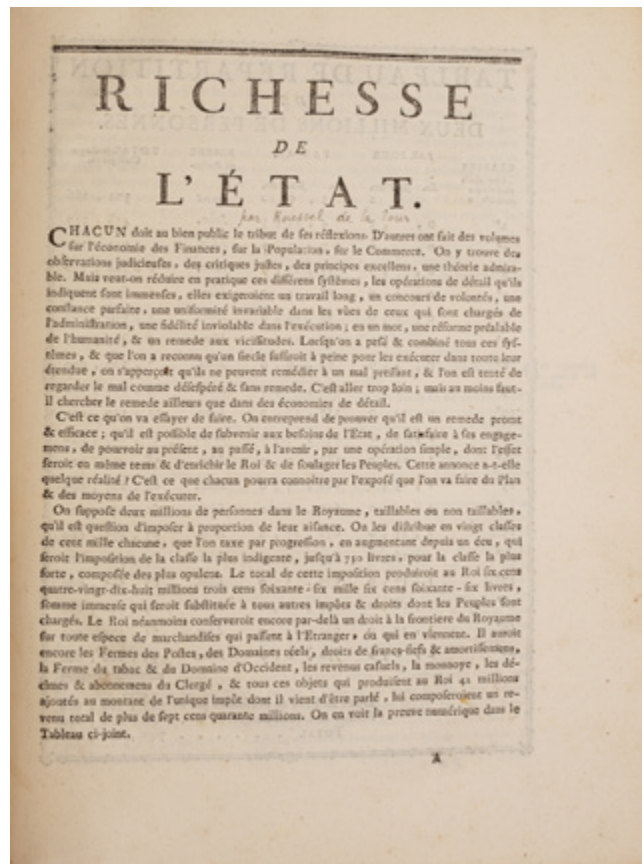 RICHESSE
DE
L'ÉTAT.
par Roussel de la Tour
CHACUN doit au bien public le tribut de ses réflexions. D'autres ont fait des volumes
sur l'économie des Finances, sur la Population, sur le Commerce. On y trouve des
observations judicieuses, des critiques justes, des principes excellens, une théorie admira-
ble. Mais veut-on réduire en pratique ces différens systêmes, les opérations de détail qu'ils
indiquent sont immenses, elles exigeroient un travail long, un concours de volontés, une
constance parfaite, une uniformité invariable dans les vûes de ceux qui sont chargés de
l'administration, une fidélité inviolable dans l'exécution; en un mot, une réforme préalable
de l'humanité, & un remede aux vicissitudes. Lorsqu'on a pesé & combiné tous ces sys-
têmes, & que l'on a reconnu qu'un siecle suffiroit à peine pour les exécuter dans toute leur
étendue, on s'apperçoit qu'ils ne peuvent remédier à un mal pressant, & l'on est tenté de
regarder le mal comme désespéré & sans remede. C'est aller trop loin; mais au moins faut-
il chercher le remede ailleurs que dans des économies de détail.
C'est ce qu'on va essayer de faire. On entreprend de prouver qu'il est un remede promt
& efficace; qu'il est possible de subvenir aux besoins de l'Etat, de satisfaire à ses engage-
mens, de pourvoir au présent, au passé, à l'avenir, par une opération simple, dont l'effet
seroit en même tems & d'enrichir le Roi & de soulager les Peuples. Cette annonce a-t-elle
quelque réalité? C'est ce que chacun pourra connoitre par l'exposé que l'on va faire du Plan
& des moyens de l'exécuter.
On suppose deux millions de personnes dans le Royaume, taillables ou non taillables,
qu'il est question d'imposer à proportion de leur aisance. On les distribue en vingt classes
de cent mille chacune, que l'on taxe par progression, en augmentant depuis un écu, qui
seroit l'imposition de la classe la plus indigente, jusqu'à 730 livres, pour la classe la plus
forte, composée des plus opulens. Le total de cette imposition produiroit au Roi six cens
quatre-vingt-dix-huit millions trois cens soixante-six mille six cens soixante-six livres,
somme immense qui seroit substituée à tous autres impôts & droits dont les Peuples sont
chargés. Le Roi néanmoins conserveroit encore par-delà un droit à la frontiere du Royaume
sur toute espece de marchandises qui passent à l'Etranger, ou qui en viennent. Il auroit
encore les Fermes des Postes, des Domaines réels, droits de francs-fiefs & amortissemens,
la Ferme du tabac & du Domaine d'Occident, les revenus casuels, la monnoye, les dé-
cimes & abonnemens du Clergé, & tous ces objets qui produisent au Roi 42 millions
ajoutés au montant de l'unique impôt dont il vient d'être parlé, lui composeroient un re-
venu total de plus de sept cens quarante millions. On en voit la preuve numérique dans le
Tableau ci-joint.
A